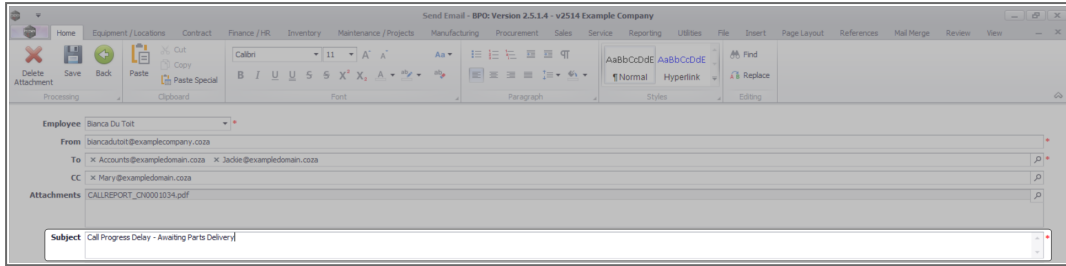 Send Email - BPO: Version 2.5.1.4 - v2514 Example Company
Home Equipment / Locations Contract Finance / HR Inventory Maintenance / Projects Manufacturing Procurement Sales Service Reporting Utilities File Insert Page Layout References Mail Merge Review View
Delete Attachment Save Back Paste Cut Copy Paste Special
Calibri 11
AaBbCcDdE AaBbCcDdE
¶ Normal Hyperlink
Find
Replace
Processing Clipboard Font Paragraph Styles Editing
Employee Bianca Du Toit *
From biancadutoit@examplecompany.coza *
To × Accounts@exampledomain.coza × Jackie@exampledomain.coza *
CC × Mary@exampledomain.coza
Attachments CALLREPORT_CN0001034.pdf
Subject Call Progress Delay - Awaiting Parts Delivery *